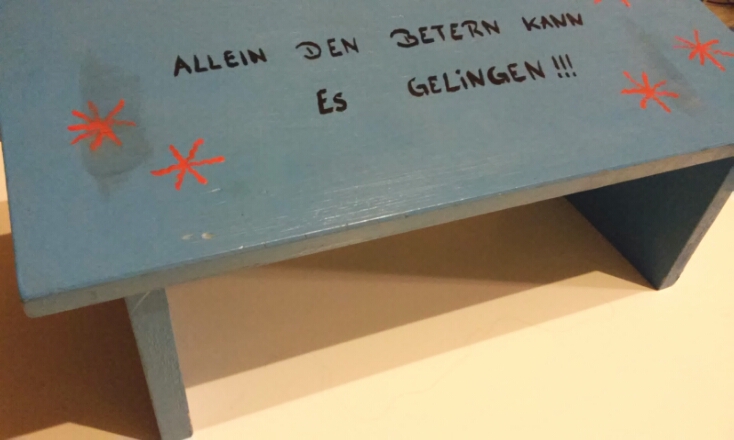 ALLEIN DEN BETERN KANN
ES GELiNGEN!!!